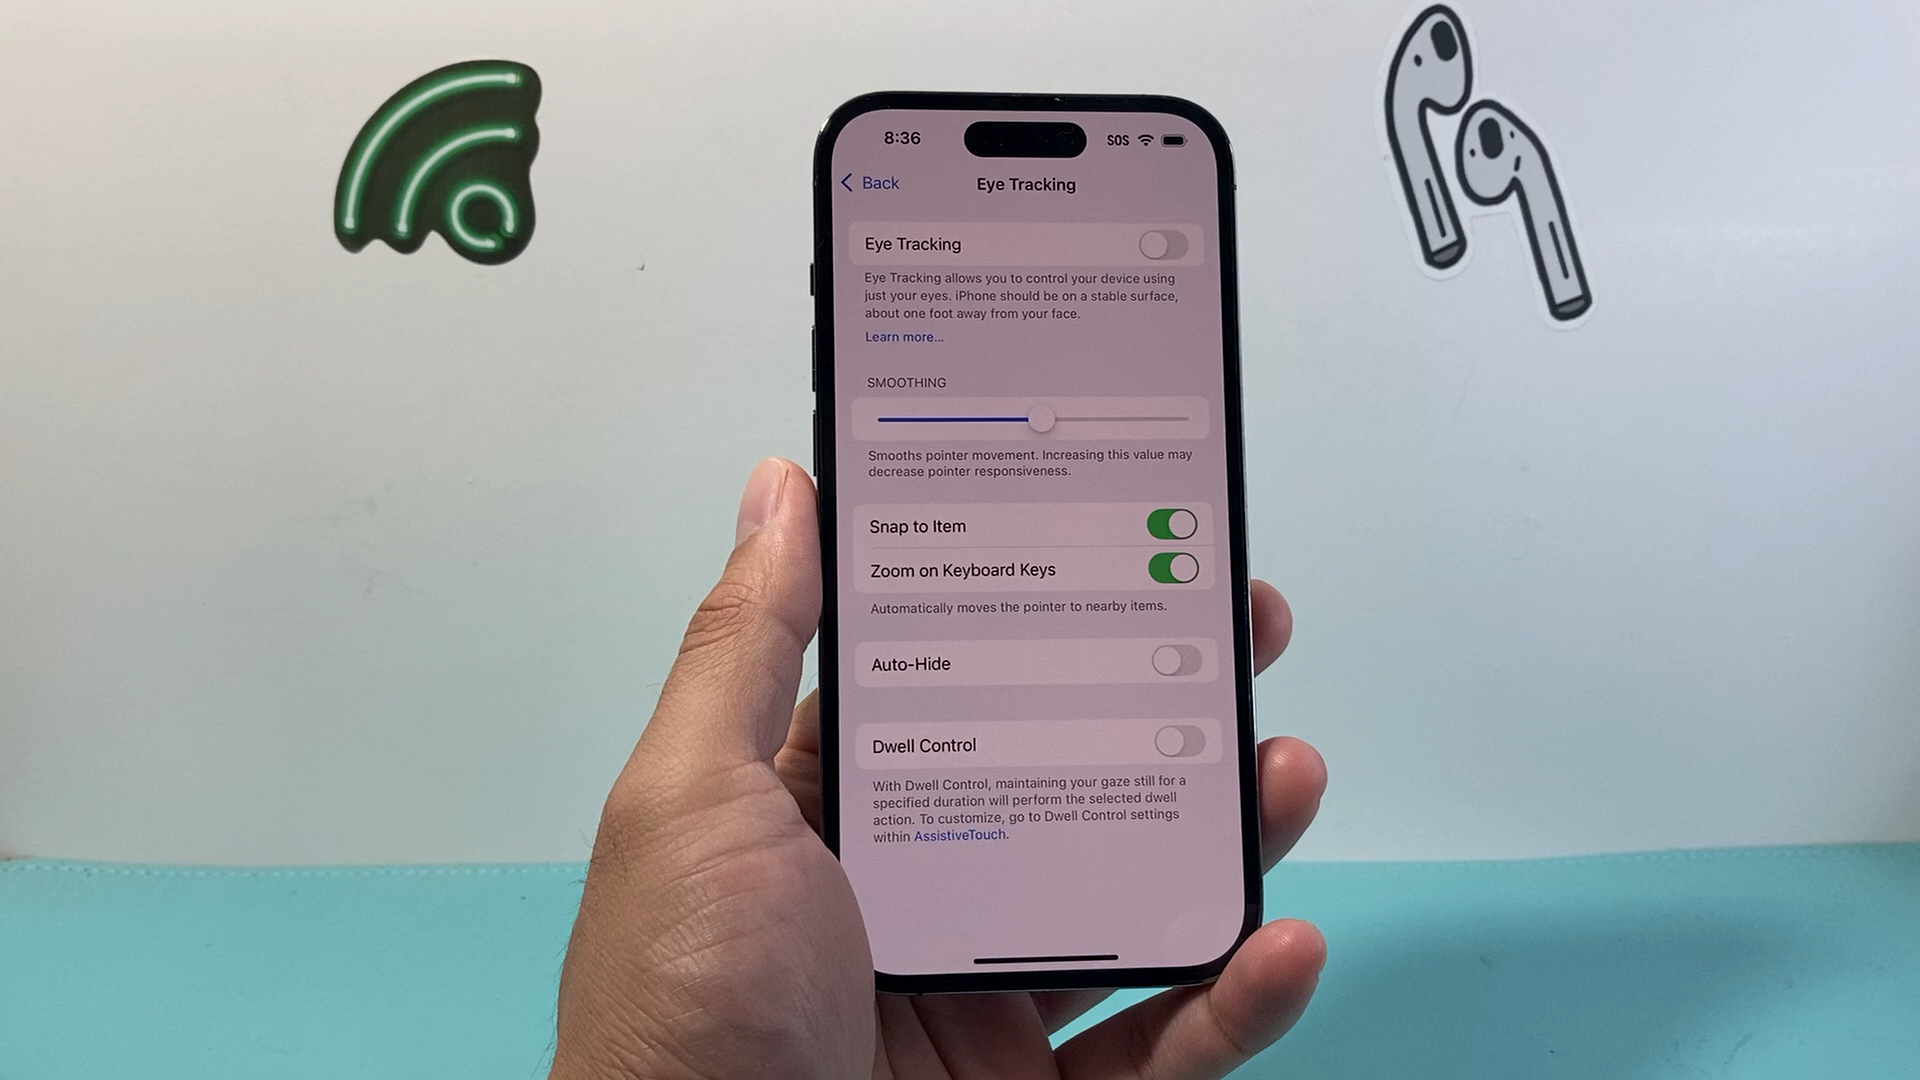 8:36
SOS
Back
Eye Tracking
Eye Tracking
Eye Tracking allows you to control your device using
just your eyes. iPhone should be on a stable surface,
about one foot away from your face.
Learn more...
SMOOTHING
Smooths pointer movement. Increasing this value may
decrease pointer responsiveness.
Snap to Item
Zoom on Keyboard Keys
Automatically moves the pointer to nearby items.
Auto-Hide
Dwell Control
With Dwell Control, maintaining your gaze still for a
specified duration will perform the selected dwell
action. To customize, go to Dwell Control settings
within AssistiveTouch.